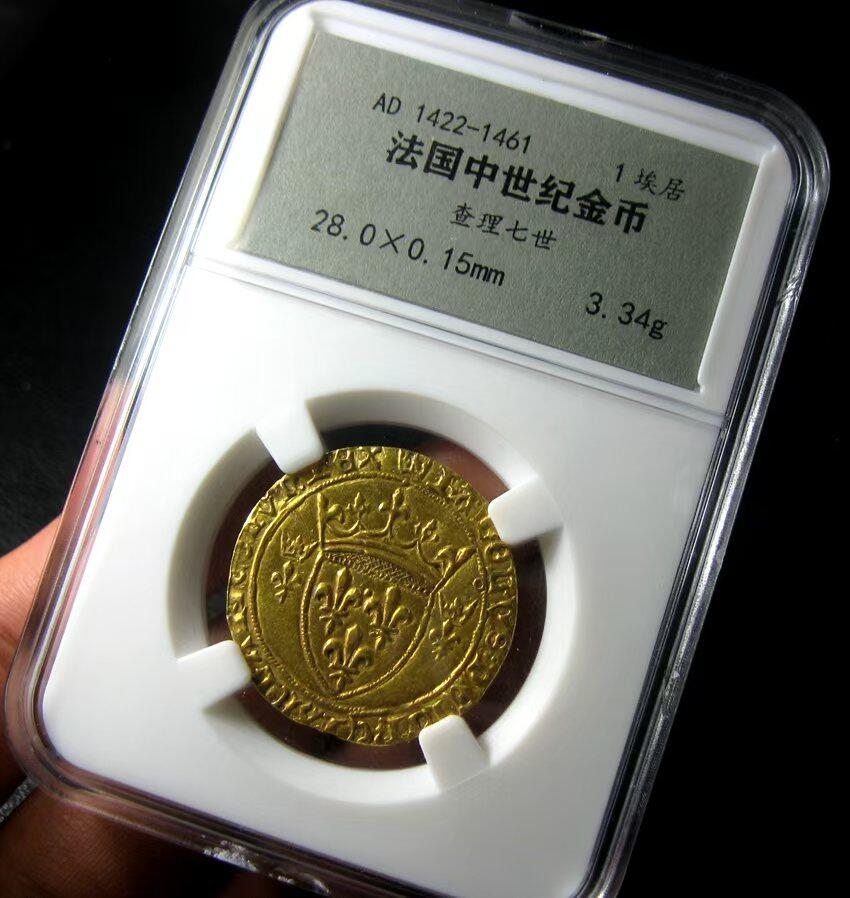 AD 1422-1461
1埃居
法国中世纪金币
查理七世
28.0×0.15mm
3.34g